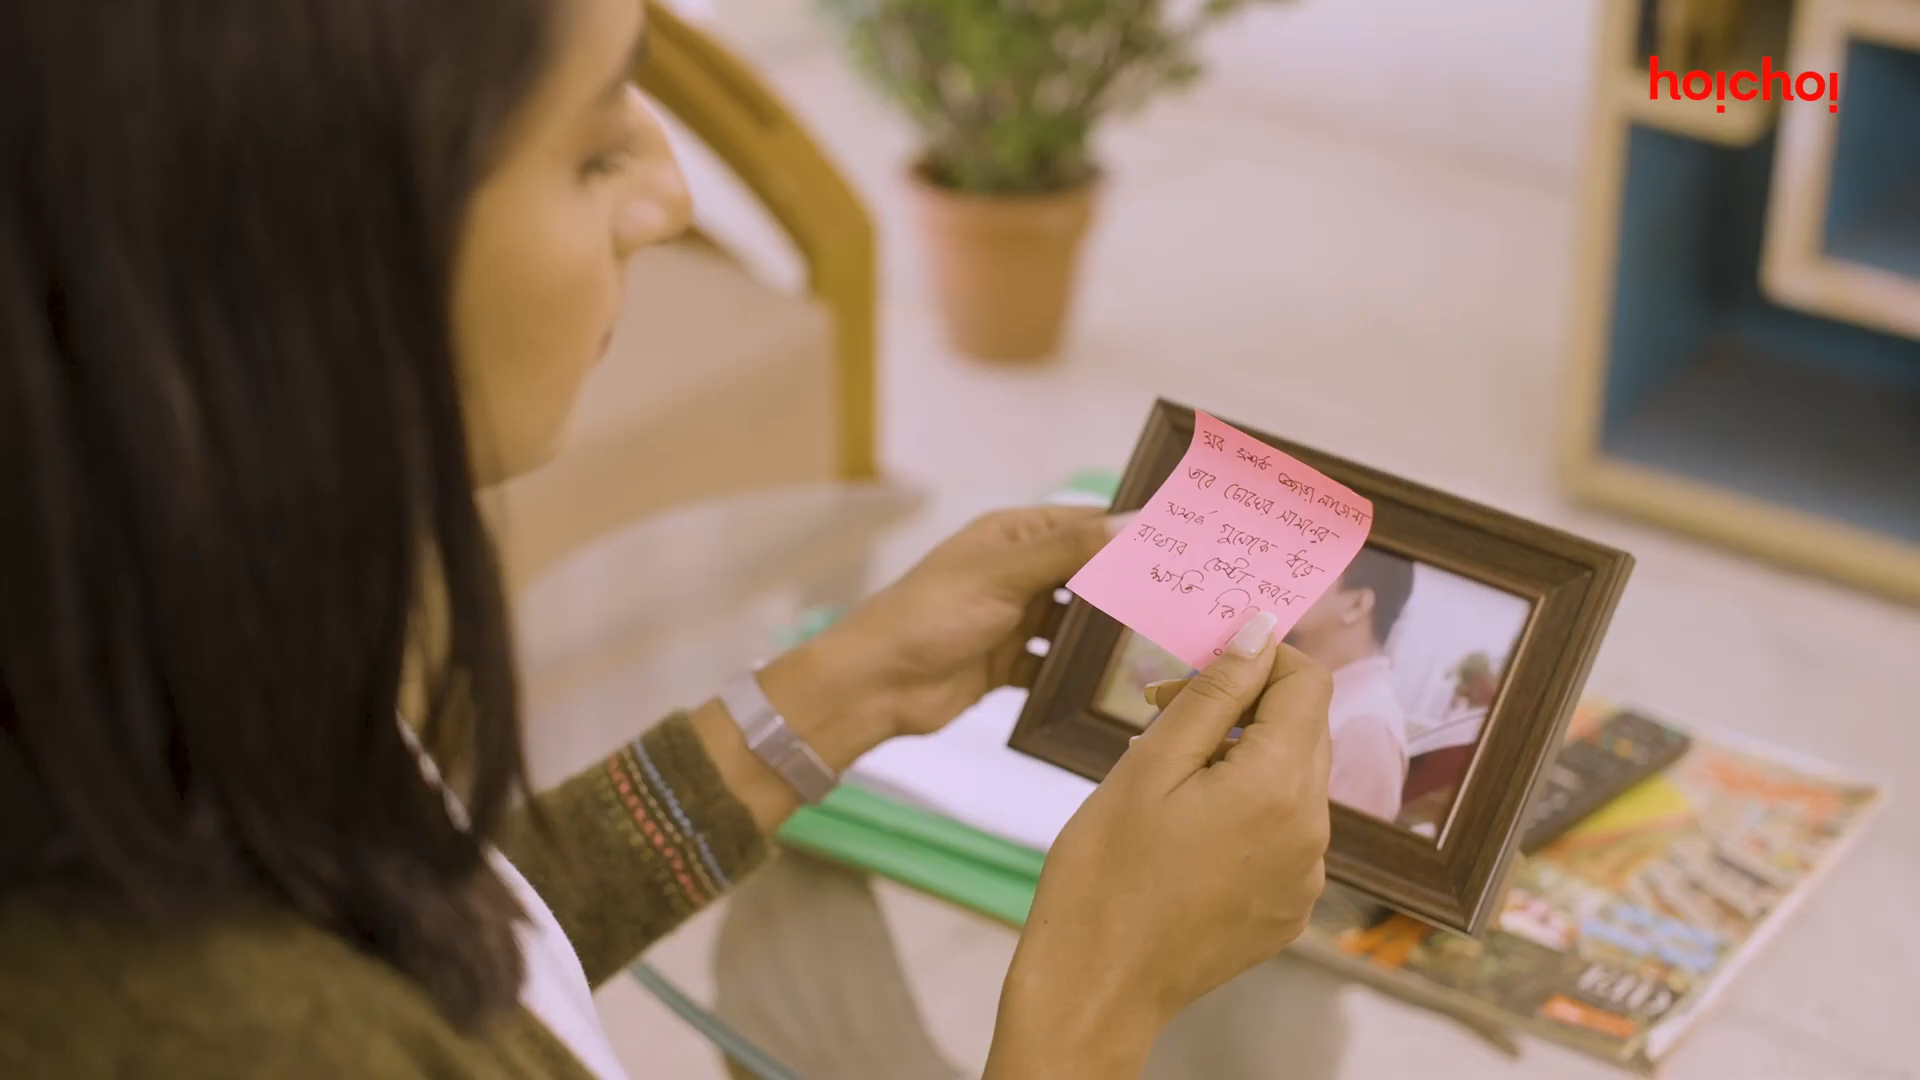 hoichoi
সব সম্পর্ক জোড়া লাগেনা
তবে চোখের সামনের
সম্পর্ক গুলোকে ধরে
রাখার চেষ্টা করলে
ক্ষতি কি